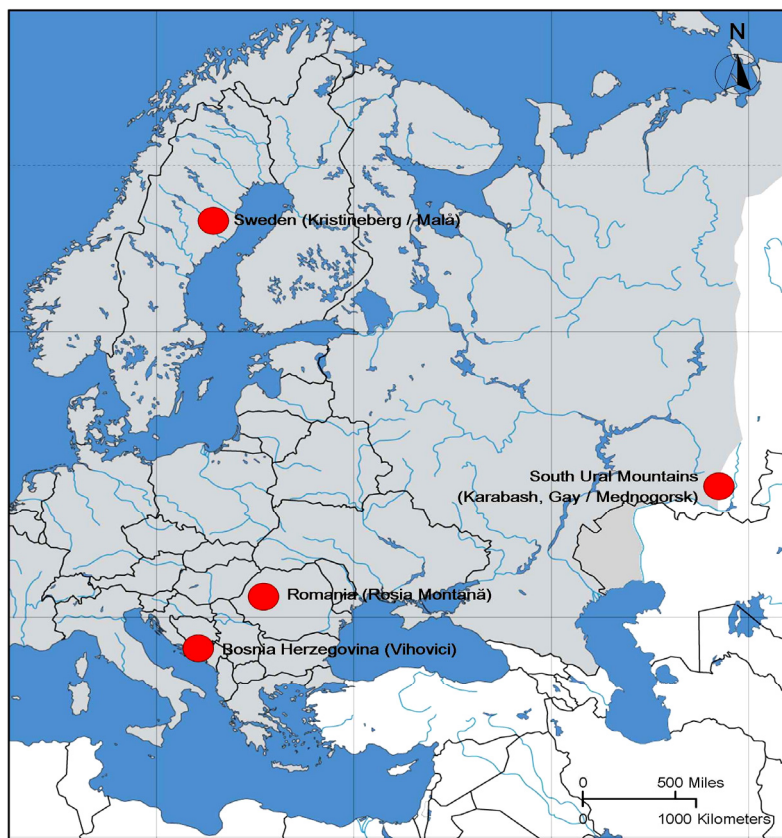 N
Sweden (Kristineberg / Malå)
South Ural Mountains
(Karabash, Gay / Mednogorsk)
Romania (Roşia Montană)
Bosnia Herzegovina (Vihovici)
0 500 Miles
0 1000 Kilometers